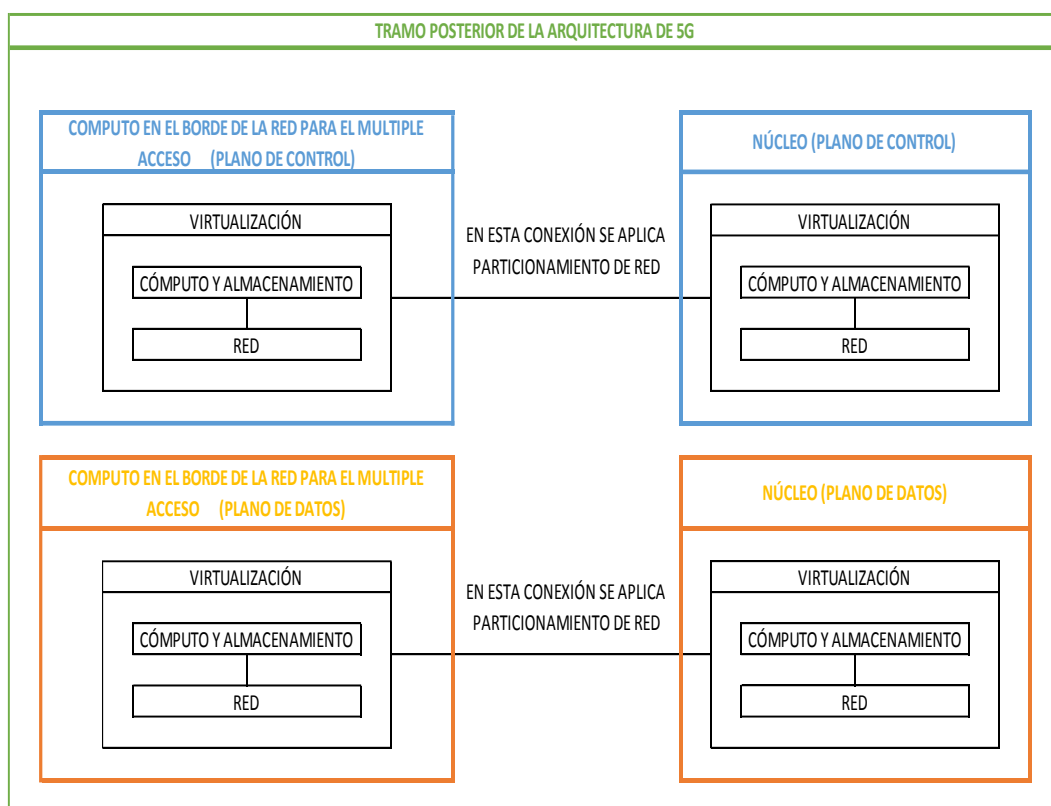 TRAMO POSTERIOR DE LA ARQUITECTURA DE 5G
COMPUTO EN EL BORDE DE LA RED PARA EL MULTIPLE
ACCESO (PLANO DE CONTROL)
VIRTUALIZACIÓN
CÓMPUTO Y ALMACENAMIENTO
RED
EN ESTA CONEXIÓN SE APLICA
PARTICIONAMIENTO DE RED
NÚCLEO (PLANO DE CONTROL)
VIRTUALIZACIÓN
CÓMPUTO Y ALMACENAMIENTO
RED
COMPUTO EN EL BORDE DE LA RED PARA EL MULTIPLE
ACCESO (PLANO DE DATOS)
VIRTUALIZACIÓN
CÓMPUTO Y ALMACENAMIENTO
RED
EN ESTA CONEXIÓN SE APLICA
PARTICIONAMIENTO DE RED
NÚCLEO (PLANO DE DATOS)
VIRTUALIZACIÓN
CÓMPUTO Y ALMACENAMIENTO
RED